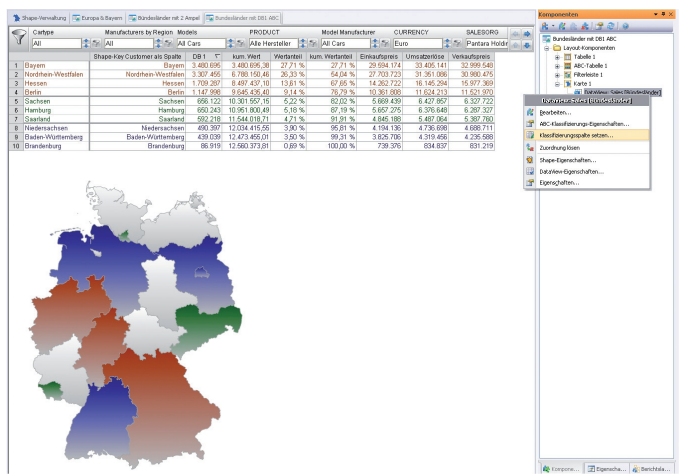 Shape-Verwaltung Europa & Bayern Bündesländer mit 2 Ampel Bundesländer mit DB1 ABC
Cartype Manufacturers by Region Models PRODUCT Model Manufacturer CURRENCY SALESORG
All All All Cars Alle Hersteller All Cars Euro Pantara Holdir
Shape-Key Customer als Spalte DB 1 kum. Wert Wertanteil kum. Wertanteil Einkaufspreis Umsatzerlöse Verkaufspreis
1 Bayern Bayern 3.480.695 3.480.695,38 27,71 % 27,71 % 29.594.174 33.405.141 32.999.548
2 Nordrhein-Westfalen Nordrhein-Westfalen 3.307.455 6.788.150,46 26,33 % 54,04 % 27.703.723 31.351.086 30.980.475
3 Hessen Hessen 1.709.287 8.497.437,10 13,61 % 67,65 % 14.262.722 16.145.294 15.977.369
4 Berlin Berlin 1.147.998 9.645.435,40 9,14 % 76,79 % 10.361.808 11.624.213 11.521.970
5 Sachsen Sachsen 656.122 10.301.557,15 5,22 % 82,02 % 5.669.439 6.427.857 6.327.722
6 Hamburg Hamburg 650.243 10.951.800,49 5,18 % 87,19 % 5.657.275 6.376.648 6.287.327
7 Saarland Saarland 592.218 11.544.018,71 4,71 % 91,91 % 4.845.188 5.487.064 5.387.760
8 Niedersachsen Niedersachsen 490.397 12.034.415,55 3,90 % 95,81 % 4.194.136 4.736.698 4.688.711
9 Baden-Württemberg Baden-Württemberg 439.039 12.473.455,01 3,50 % 99,31 % 3.825.706 4.319.456 4.235.588
10 Brandenburg Brandenburg 86.919 12.560.373,81 0,69 % 100,00 % 739.376 834.837 831.219
Komponenten
Bundesländer mit DB1 ABC
Layout-Komponenten
Tabelle 1
ABC-Tabelle 1
Filterleiste 1
Karte 1
DataView: Sales [Bundesländer]
DataView: Sales [Bundesländer]
Bearbeiten...
ABC-Klassifizierungs-Eigenschaften...
Klassifizierungsspalte setzen...
Zuordnung lösen
Shape-Eigenschaften...
DataView-Eigenschaften...
Eigenschaften...
Kompone... Eigenscha... Berichtsla...